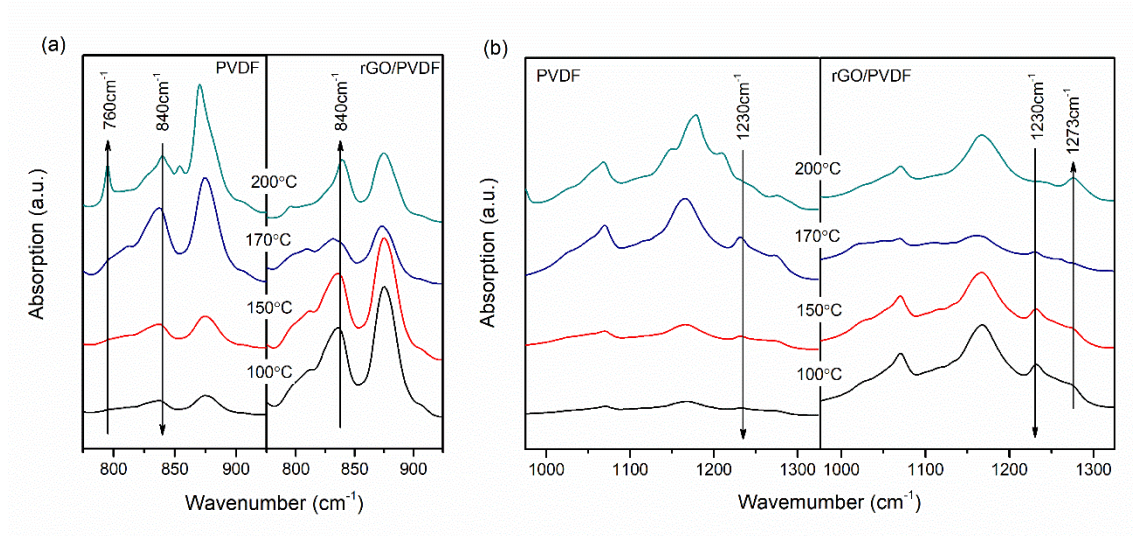 (a)
PVDF
rGO/PVDF
760cm-1
840cm-1
840cm-1
200°C
170°C
150°C
100°C
Absorption (a.u.)
800 850 900
800 850 900
Wavenumber (cm-1)
(b)
PVDF
rGO/PVDF
1230cm-1
1230cm-1
1273cm-1
200°C
170°C
150°C
100°C
Absorption (a.u.)
1000 1100 1200 1300
1000 1100 1200 1300
Wavemumber (cm-1)